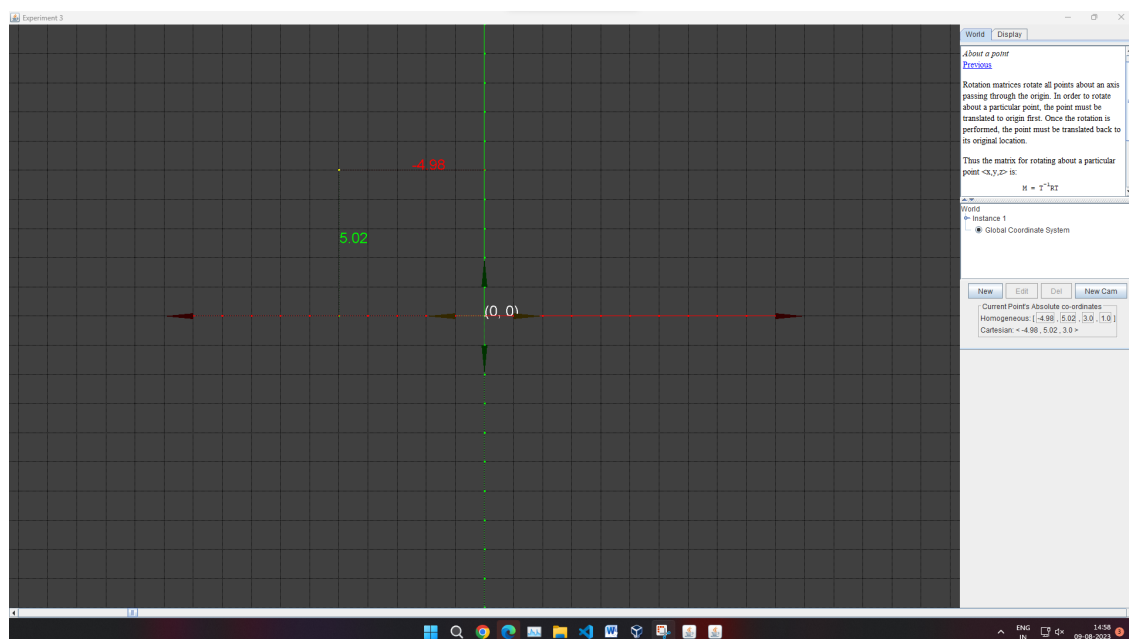 Experiment 3
World Display
About a point
Previous
Rotation matrices rotate all points about an axis
passing through the origin. In order to rotate
about a particular point, the point must be
translated to origin first. Once the rotation is
performed, the point must be translated back to
its original location.
Thus the matrix for rotating about a particular
point <x,y,z> is:
M = T⁻¹RT
-4.98
5.02
(0, 0)
World
Instance 1
Global Coordinate System
New Edit Del New Cam
Current Point's Absolute co-ordinates
Homogeneous: [ -4.98 , 5.02 , 3.0 , 1.0 ]
Cartesian: < -4.98 , 5.02 , 3.0 >
ENG
IN
14:58
09-08-2023
3